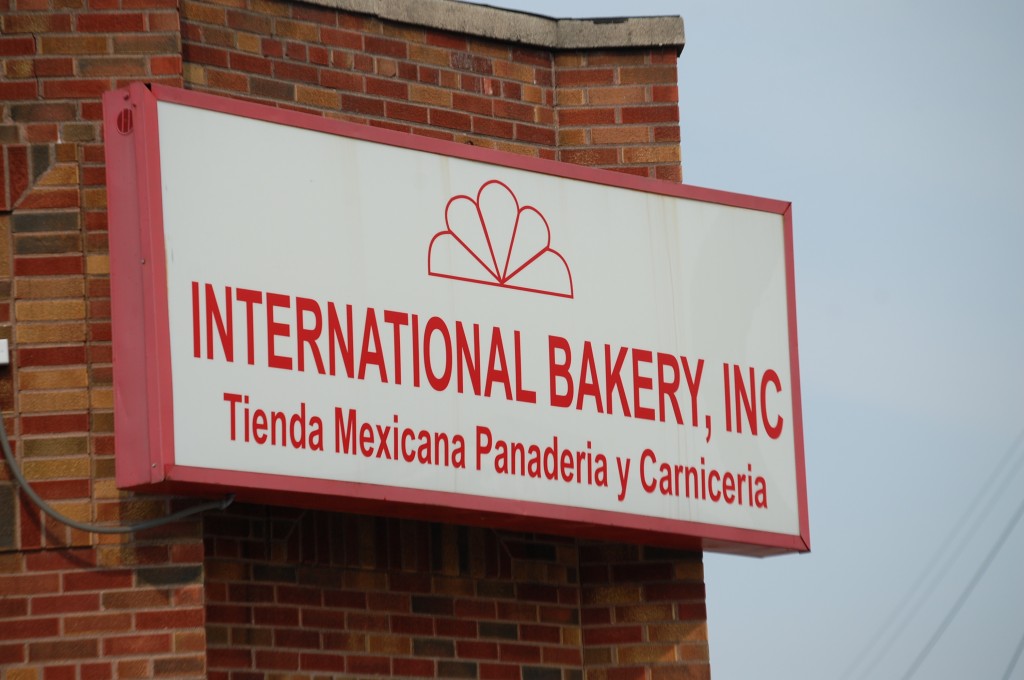 INTERNATIONAL BAKERY, INC
Tienda Mexicana Panaderia y Carniceria